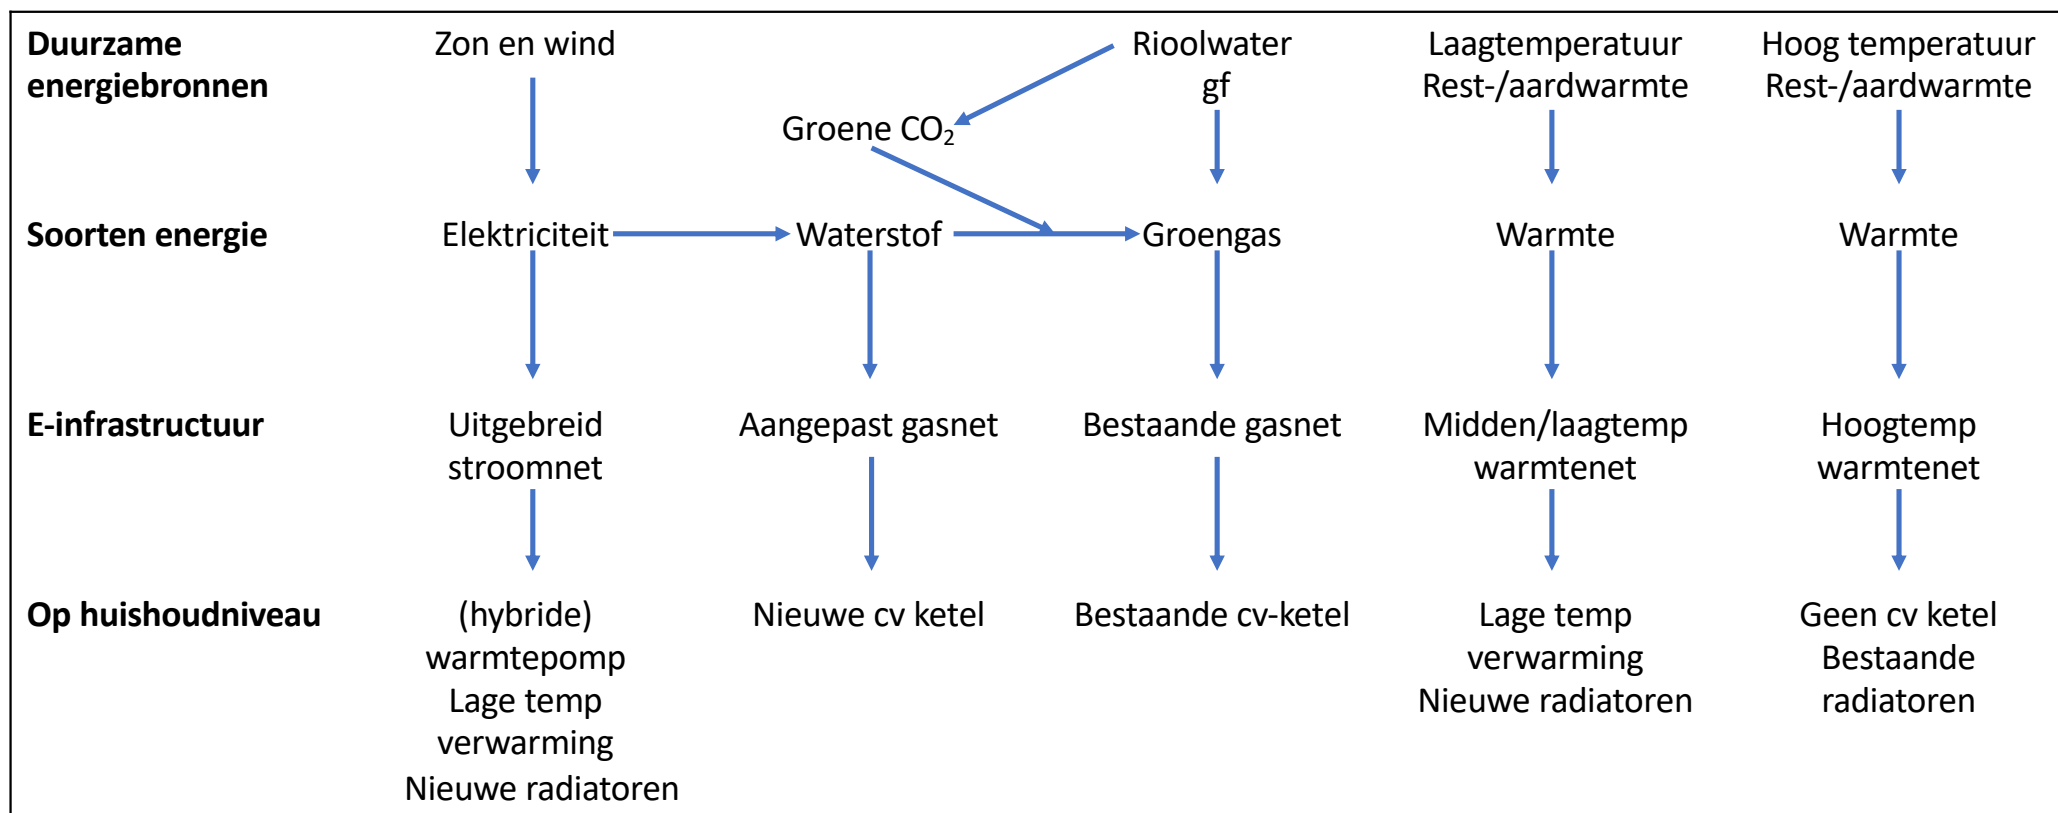 Duurzame
energiebronnen
Zon en wind
Rioolwater
gf
Laagtemperatuur
Rest-/aardwarmte
Hoog temperatuur
Rest-/aardwarmte
Groene CO₂
Soorten energie
Elektriciteit
Waterstof
Groengas
Warmte
Warmte
E-infrastructuur
Uitgebreid
stroomnet
Aangepast gasnet
Bestaande gasnet
Midden/laagtemp
warmtenet
Hoogtemp
warmtenet
Op huishoudniveau
(hybride)
warmtepomp
Lage temp
verwarming
Nieuwe radiatoren
Nieuwe cv ketel
Bestaande cv-ketel
Lage temp
verwarming
Nieuwe radiatoren
Geen cv ketel
Bestaande
radiatoren